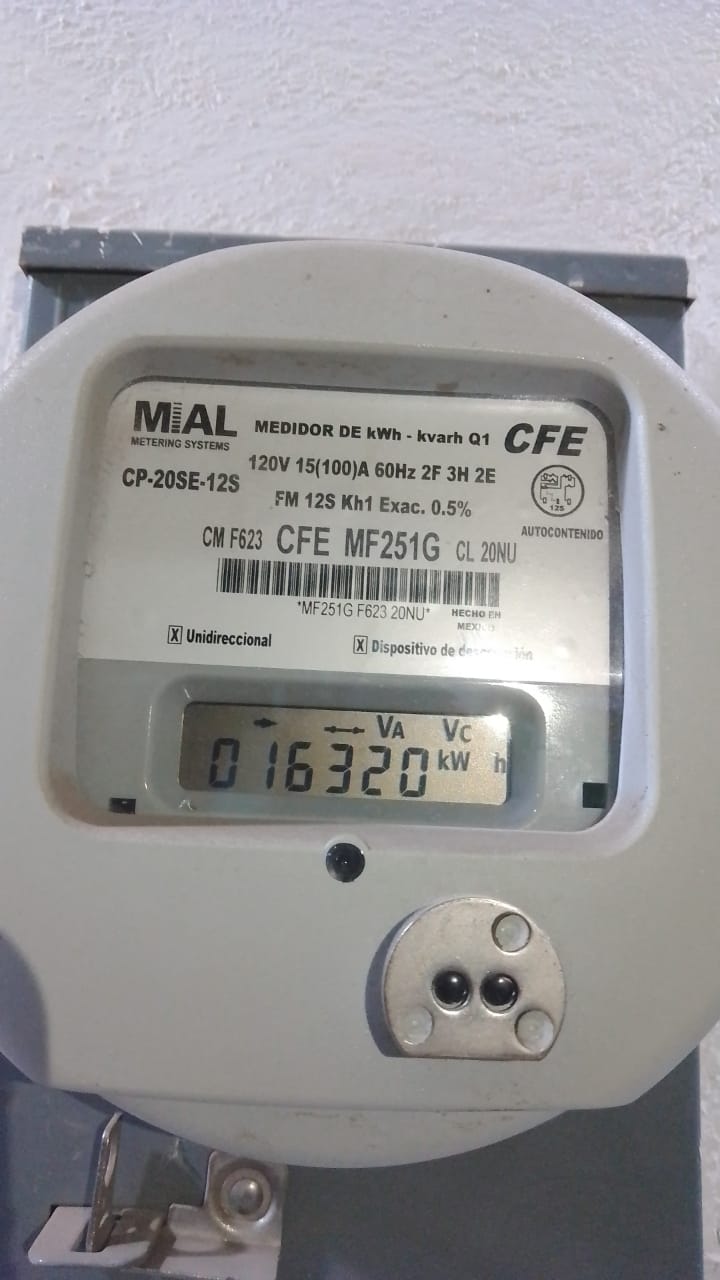 MIAL
METERING SYSTEMS
MEDIDOR DE kWh - kvarh Q1
CFE
120V 15(100)A 60Hz 2F 3H 2E
CP-20SE-12S
FM 12S Kh1 Exac. 0.5%
12S
AUTOCONTENIDO
CM F623 CFE MF251G CL 20NU
*MF251G F623 20NU*
HECHO EN
MEXICO
X Unidireccional
X Dispositivo de
VA VC
016320 kW h